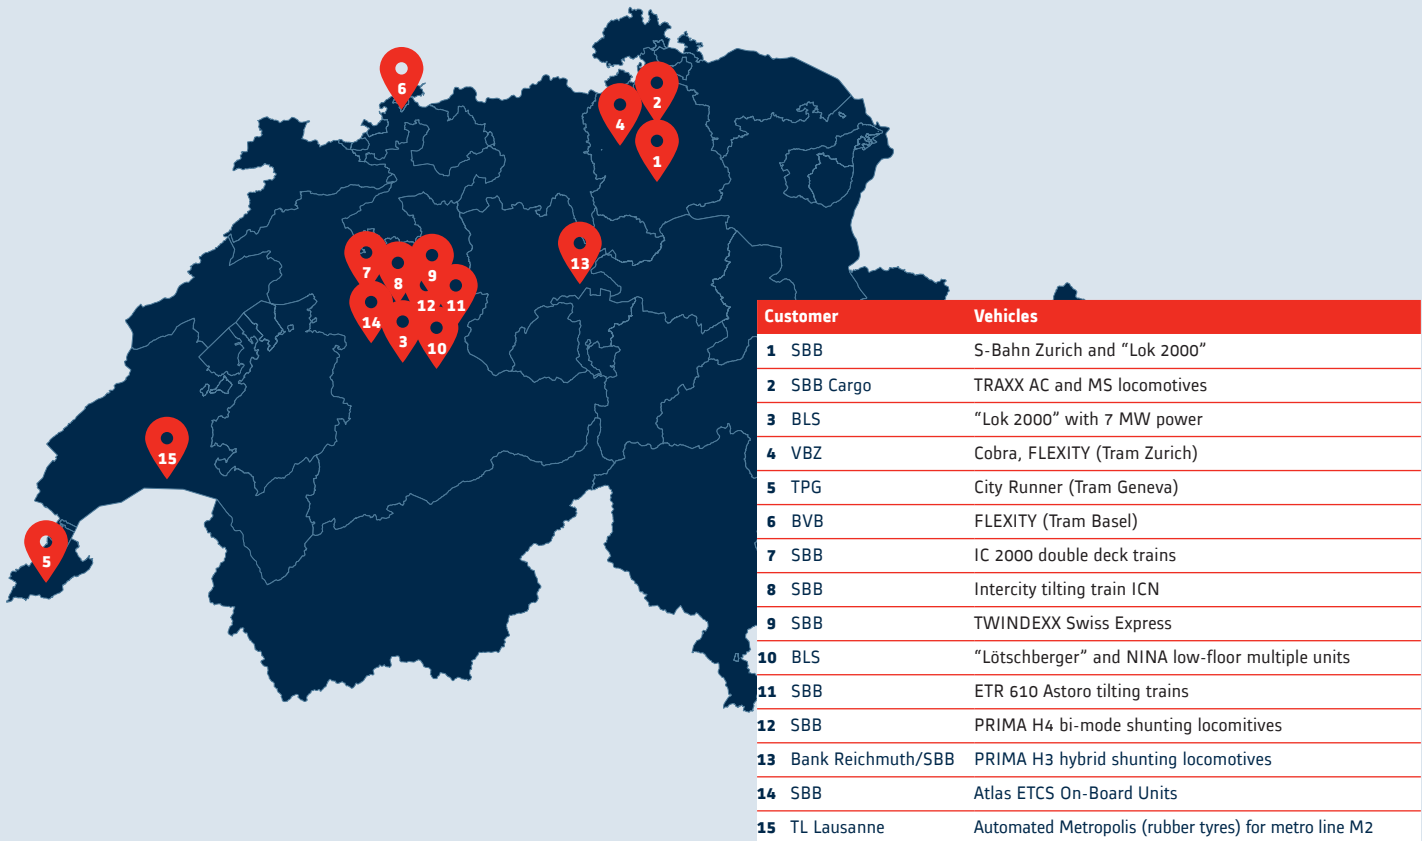 6
2
4
1
7
8
9
13
12
11
14
3
10
15
5
Customer Vehicles
1 SBB S-Bahn Zurich and “Lok 2000”
2 SBB Cargo TRAXX AC and MS locomotives
3 BLS “Lok 2000” with 7 MW power
4 VBZ Cobra, FLEXITY (Tram Zurich)
5 TPG City Runner (Tram Geneva)
6 BVB FLEXITY (Tram Basel)
7 SBB IC 2000 double deck trains
8 SBB Intercity tilting train ICN
9 SBB TWINDEXX Swiss Express
10 BLS “Lötschberger” and NINA low-floor multiple units
11 SBB ETR 610 Astoro tilting trains
12 SBB PRIMA H4 bi-mode shunting locomitives
13 Bank Reichmuth/SBB PRIMA H3 hybrid shunting locomotives
14 SBB Atlas ETCS On-Board Units
15 TL Lausanne Automated Metropolis (rubber tyres) for metro line M2